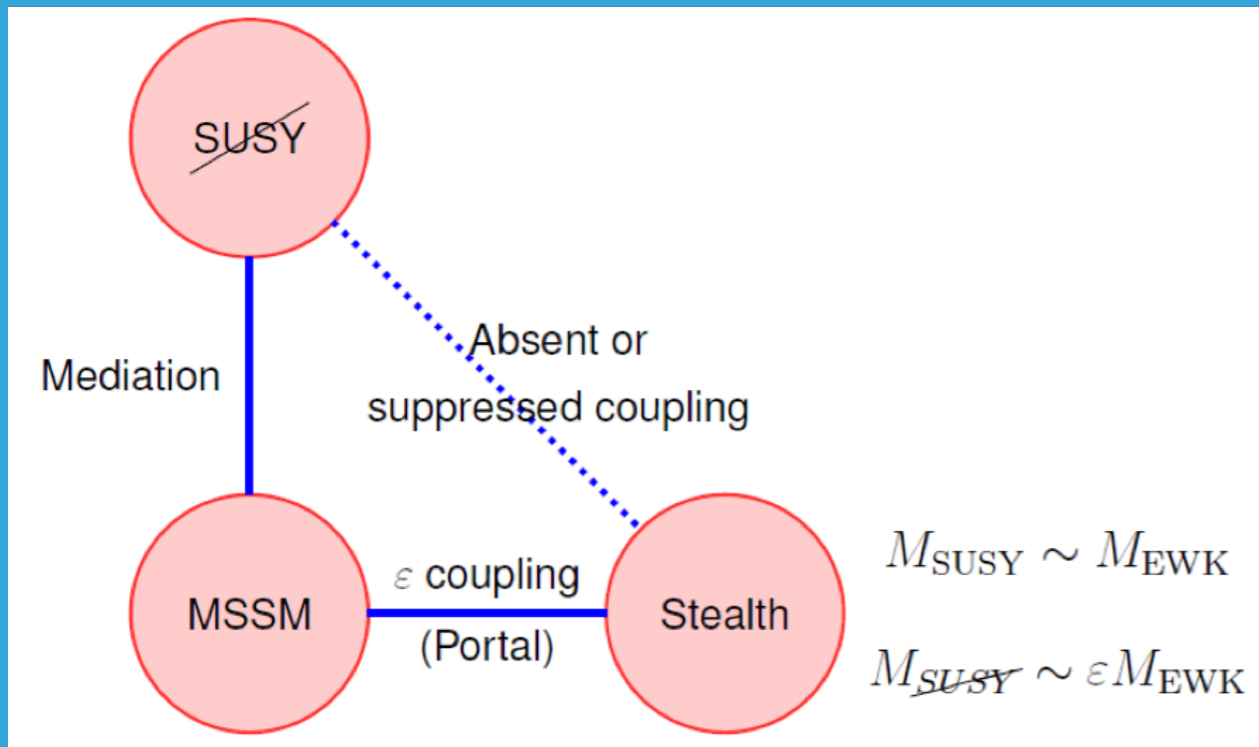 SUSY
Mediation
Absent or
suppressed coupling
MSSM
ε coupling
(Portal)
Stealth
M_SUSY ∼ M_EWK
M_SUSY ∼ εM_EWK